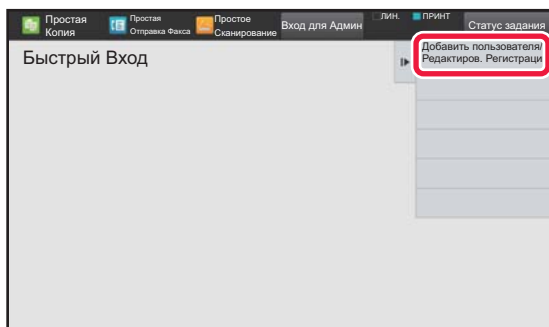 Простая
Копия
Простая
Отправка Факса
Простое
Сканирование
Вход для Админ
ЛИН.
ПРИНТ
Статус задания
Быстрый Вход
Добавить пользователя/
Редактиров. Регистраци